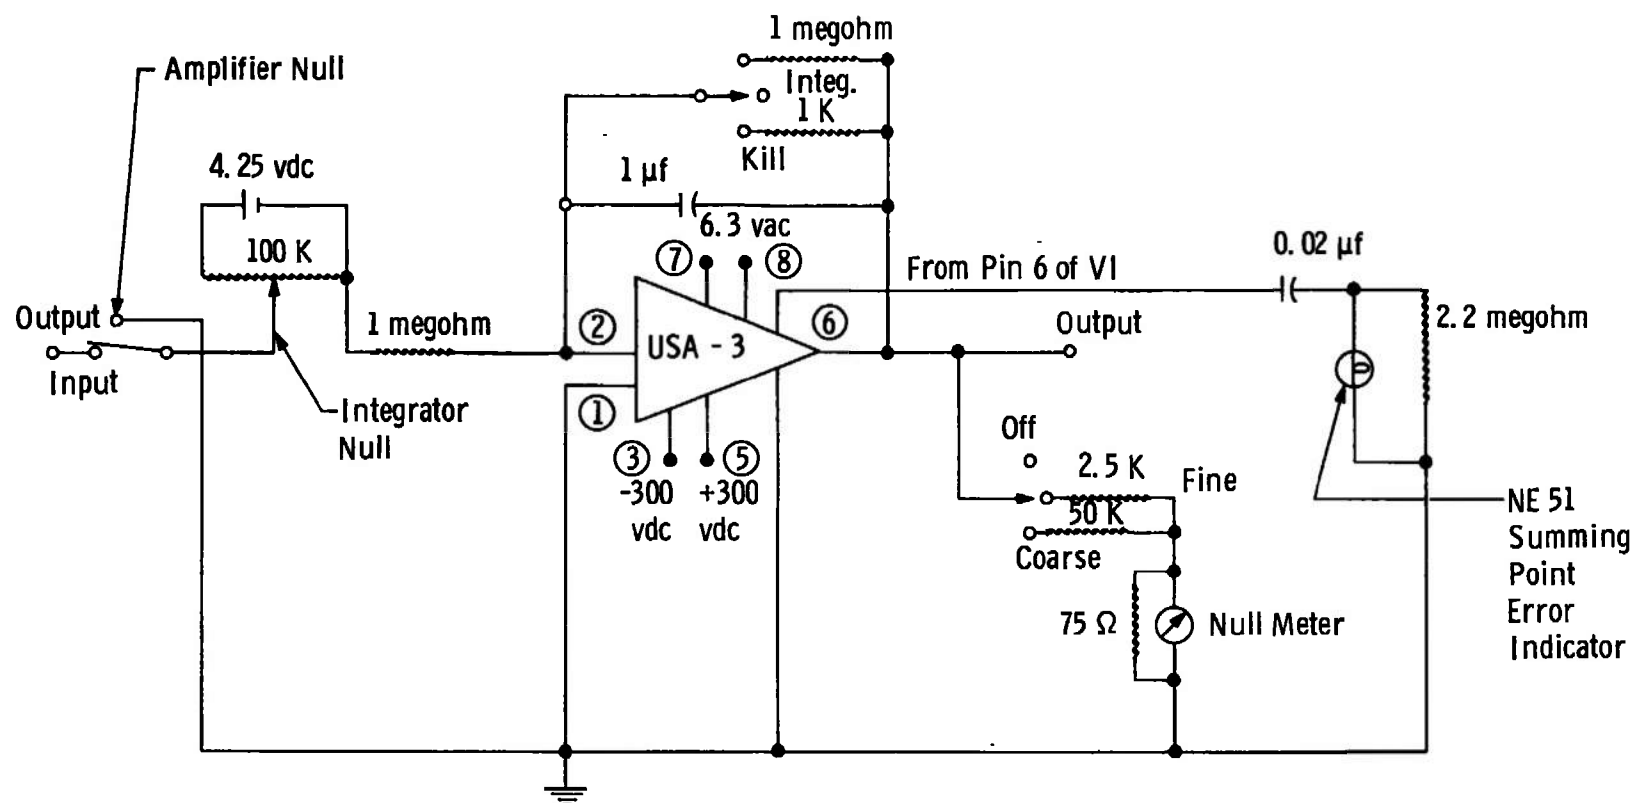 1 megohm
Amplifier Null
Integ.
1 K
Kill
4.25 vdc
1 µf
6.3 vac
7
8
100 K
0.02 µf
From Pin 6 of V1
Output
1 megohm
2
USA - 3
6
Output
2.2 megohm
Input
1
Integrator
Null
3
5
-300
vdc
+300
vdc
Off
2.5 K
Fine
50 K
Coarse
75 Ω
Null Meter
NE 51
Summing
Point
Error
Indicator